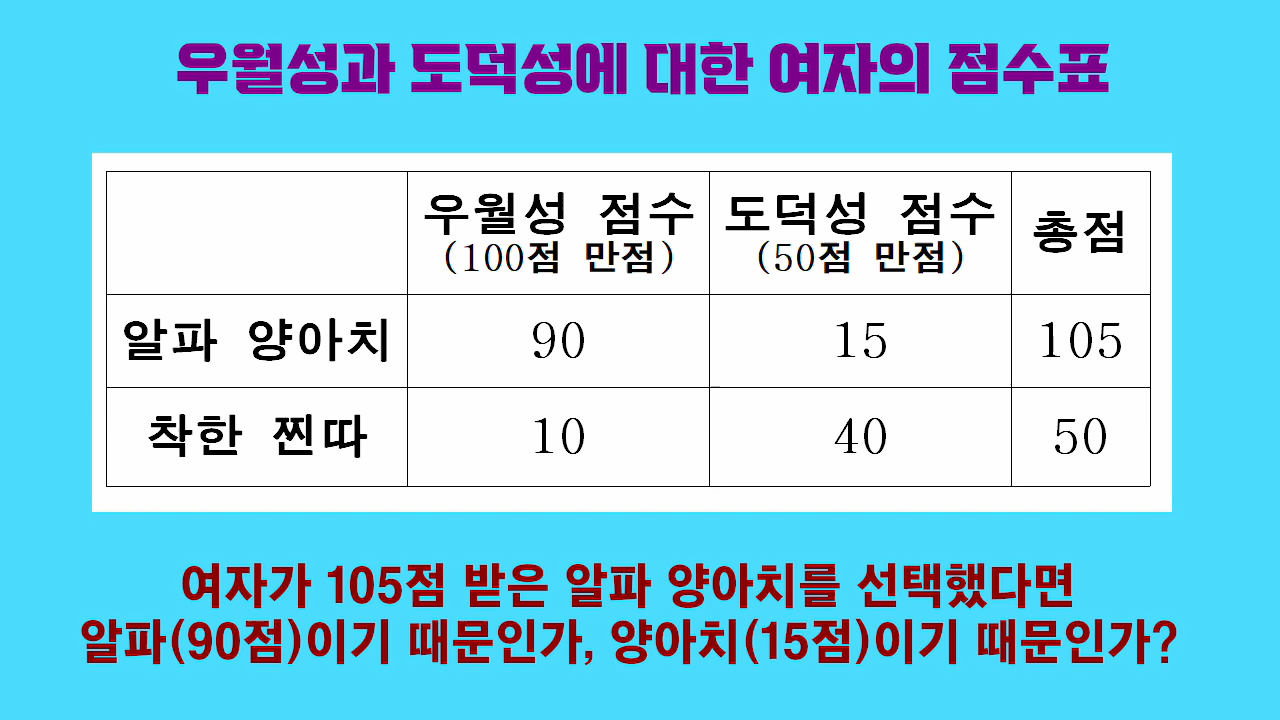 우월성과 도덕성에 대한 여자의 점수표
우월성 점수 도덕성 점수 총점
(100점 만점) (50점 만점)
알파 양아치 90 15 105
착한 찐따 10 40 50
여자가 105점 받은 알파 양아치를 선택했다면
알파(90점)이기 때문인가, 양아치(15점)이기 때문인가?